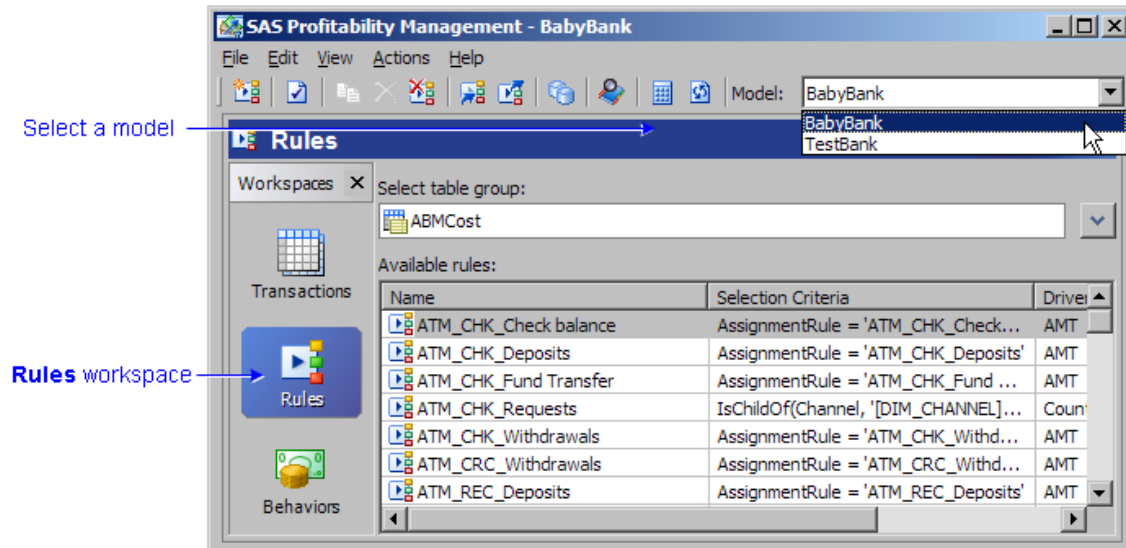 SAS Profitability Management - BabyBank
File Edit View Actions Help
Model: BabyBank
BabyBank
TestBank
Select a model
Rules
Workspaces
Select table group:
ABMCost
Available rules:
Transactions
Name Selection Criteria Driver
ATM_CHK_Check balance AssignmentRule = 'ATM_CHK_Check... AMT
ATM_CHK_Deposits AssignmentRule = 'ATM_CHK_Deposits' AMT
ATM_CHK_Fund Transfer AssignmentRule = 'ATM_CHK_Fund ... AMT
ATM_CHK_Requests IsChildOf(Channel, '[DIM_CHANNEL]... Count
ATM_CHK_Withdrawals AssignmentRule = 'ATM_CHK_Withd... AMT
ATM_CRC_Withdrawals AssignmentRule = 'ATM_CRC_Withd... AMT
ATM_REC_Deposits AssignmentRule = 'ATM_REC_Deposits' AMT
Rules workspace
Rules
Behaviors